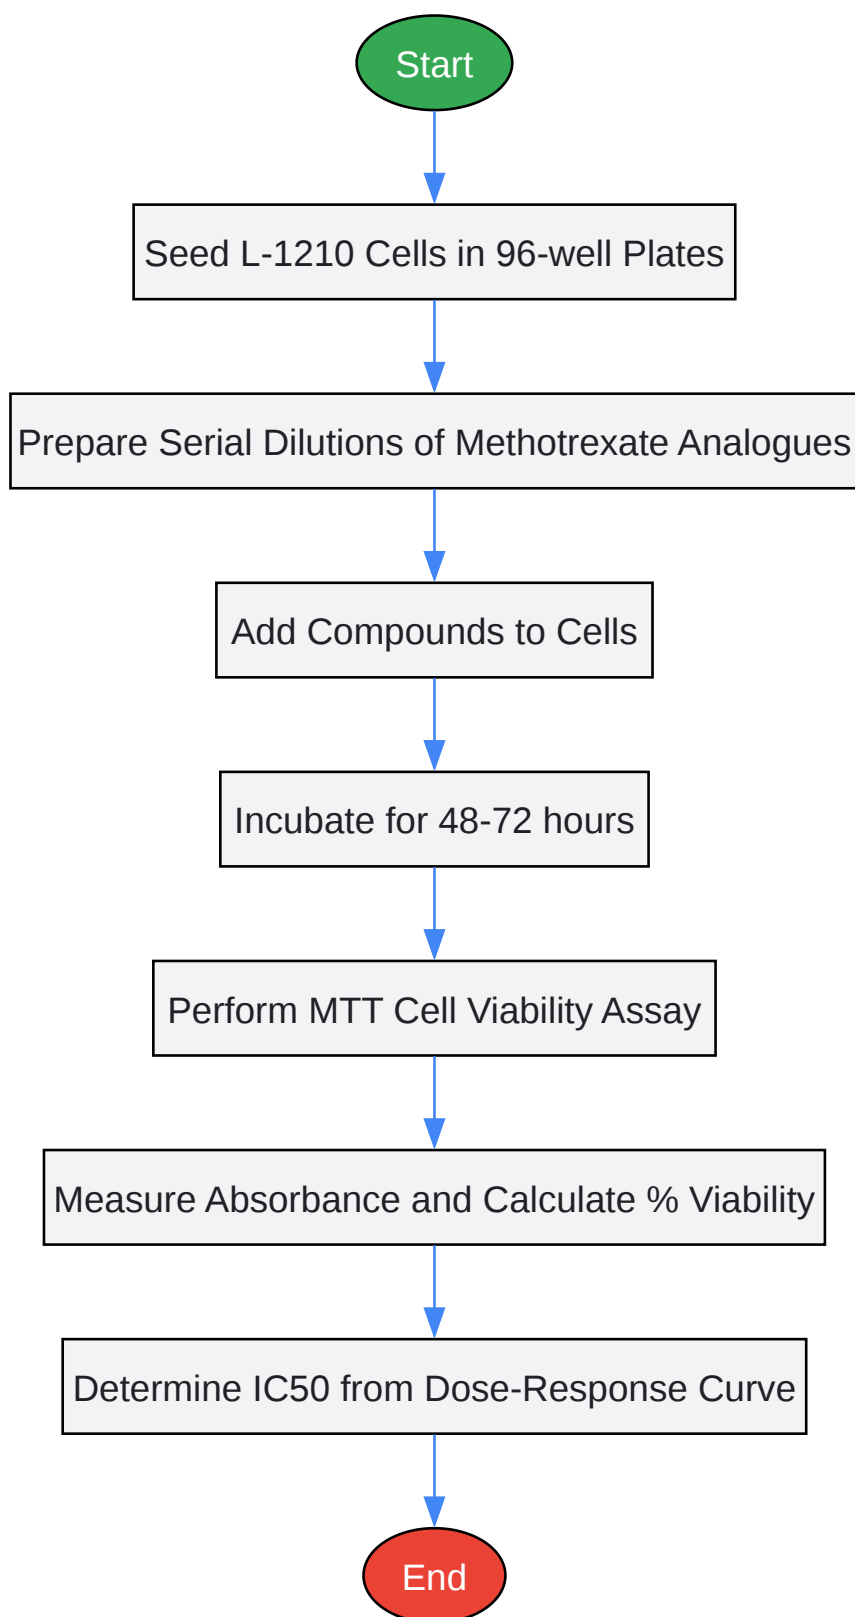 Start
Seed L-1210 Cells in 96-well Plates
Prepare Serial Dilutions of Methotrexate Analogues
Add Compounds to Cells
Incubate for 48-72 hours
Perform MTT Cell Viability Assay
Measure Absorbance and Calculate % Viability
Determine IC50 from Dose-Response Curve
End